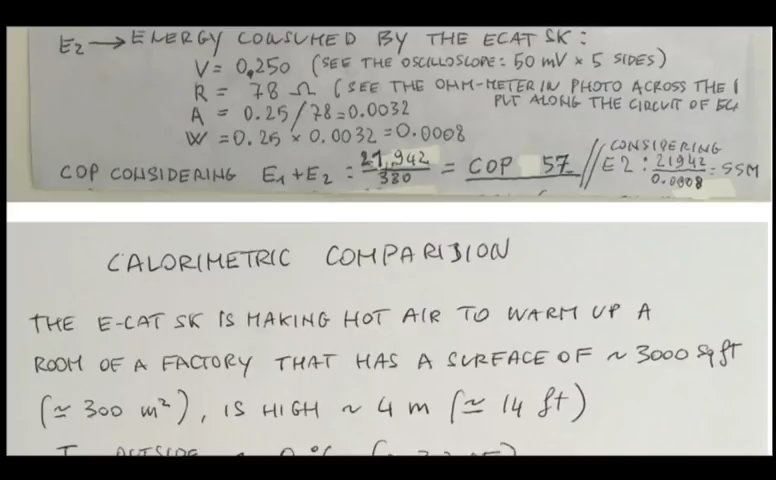 E2 → ENERGY CONSUMED BY THE ECAT SK:
V = 0,250 (SEE THE OSCILLOSCOPE: 50 mV × 5 SIDES)
R = 78 Ω (SEE THE OHM-METER IN PHOTO ACROSS THE
PUT ALONG THE CIRCUIT OF
A = 0.25/78 = 0.0032
W = 0.25 × 0.0032 = 0.0008
COP CONSIDERING E1+E2 : 21,942/380 = COP 57 // CONSIDERING E2 : 21942/0.0008 =
CALORIMETRIC COMPARISION
THE E-CAT SK IS MAKING HOT AIR TO WARM UP A
ROOM OF A FACTORY THAT HAS A SURFACE OF ~ 3000 sq ft
(≃ 300 m²), IS HIGH ~ 4 m (≃ 14 ft)